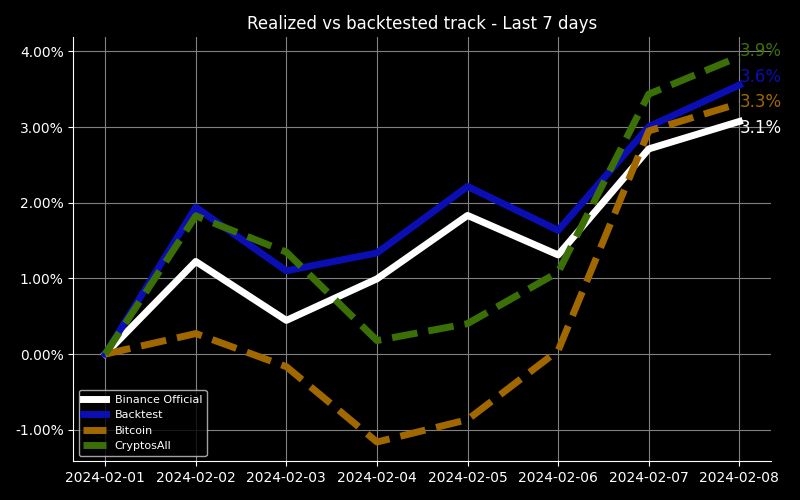 Realized vs backtested track - Last 7 days
4.00%
3.00%
2.00%
1.00%
0.00%
-1.00%
3.9%
3.6%
3.3%
3.1%
Binance Official
Backtest
Bitcoin
CryptosAll
2024-02-01 2024-02-02 2024-02-03 2024-02-04 2024-02-05 2024-02-06 2024-02-07 2024-02-08